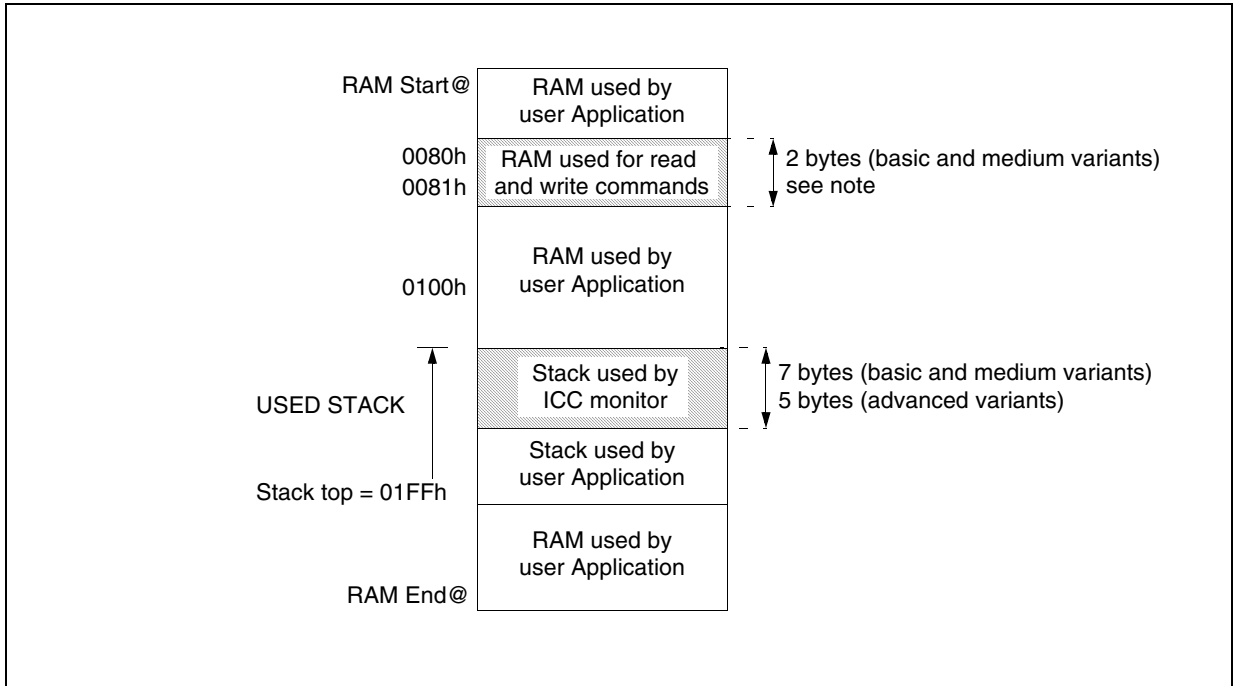 RAM Start@
RAM used by
user Application
0080h
0081h
RAM used for read
and write commands
2 bytes (basic and medium variants)
see note
RAM used by
user Application
0100h
Stack used by
ICC monitor
7 bytes (basic and medium variants)
5 bytes (advanced variants)
USED STACK
Stack used by
user Application
Stack top = 01FFh
RAM used by
user Application
RAM End@